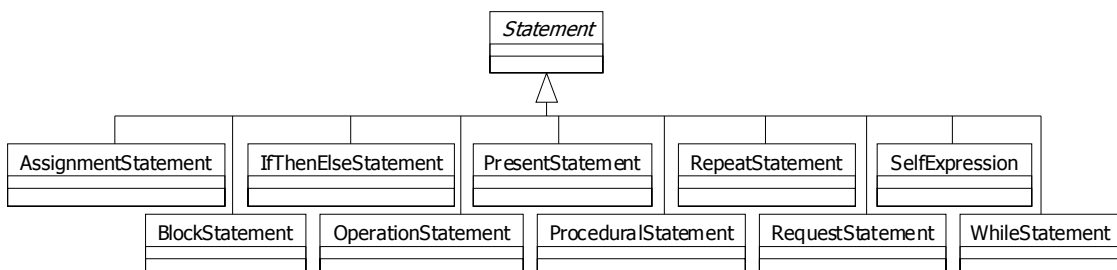 Statement
AssignmentStatement
IfThenElseStatement
PresentStatement
RepeatStatement
SelfExpression
BlockStatement
OperationStatement
ProceduralStatement
RequestStatement
WhileStatement